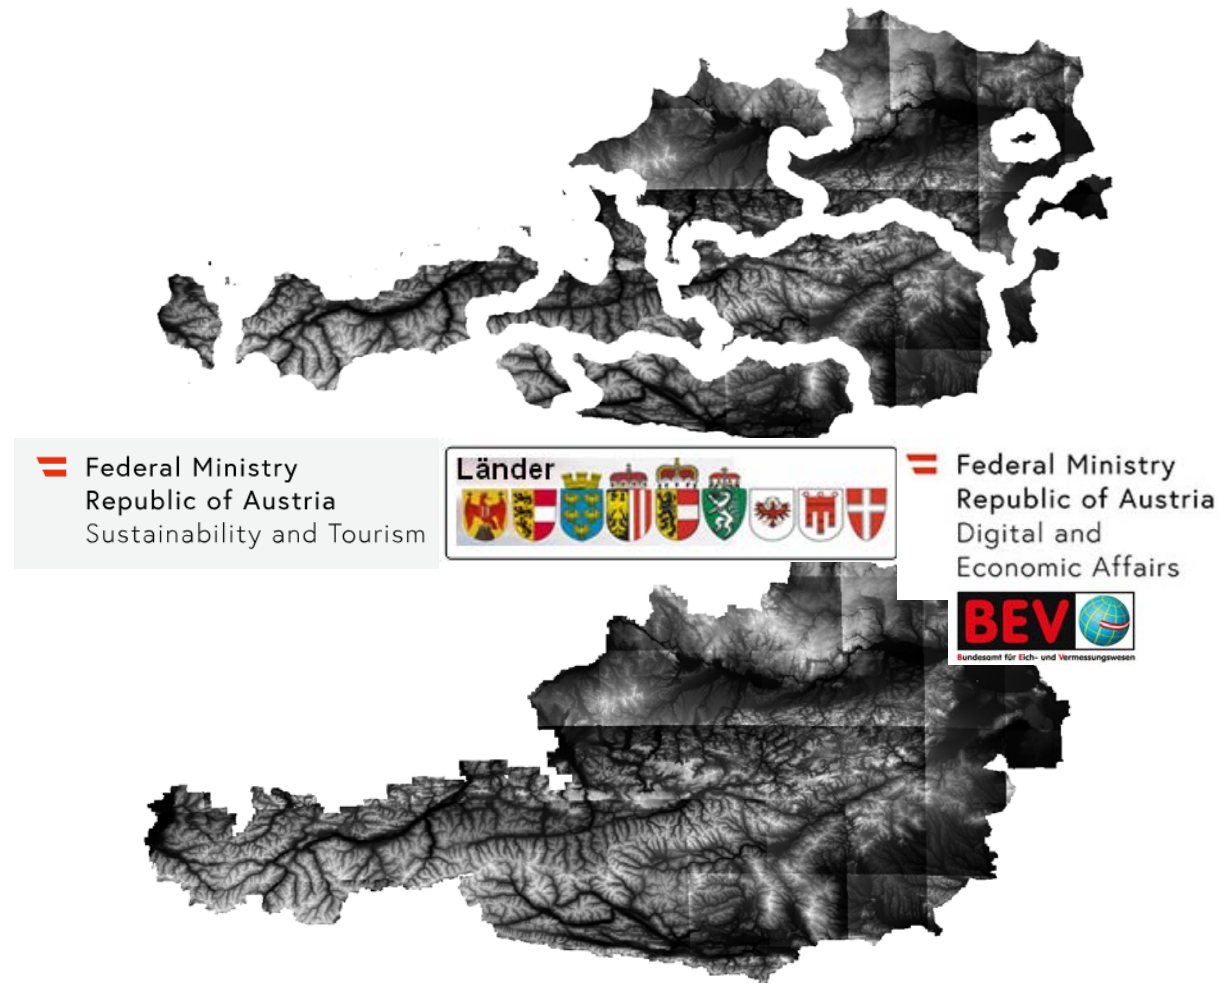 Federal Ministry
Republic of Austria
Sustainability and Tourism
Länder
Federal Ministry
Republic of Austria
Digital and
Economic Affairs
BEV
Bundesamt für Eich- und Vermessungswesen